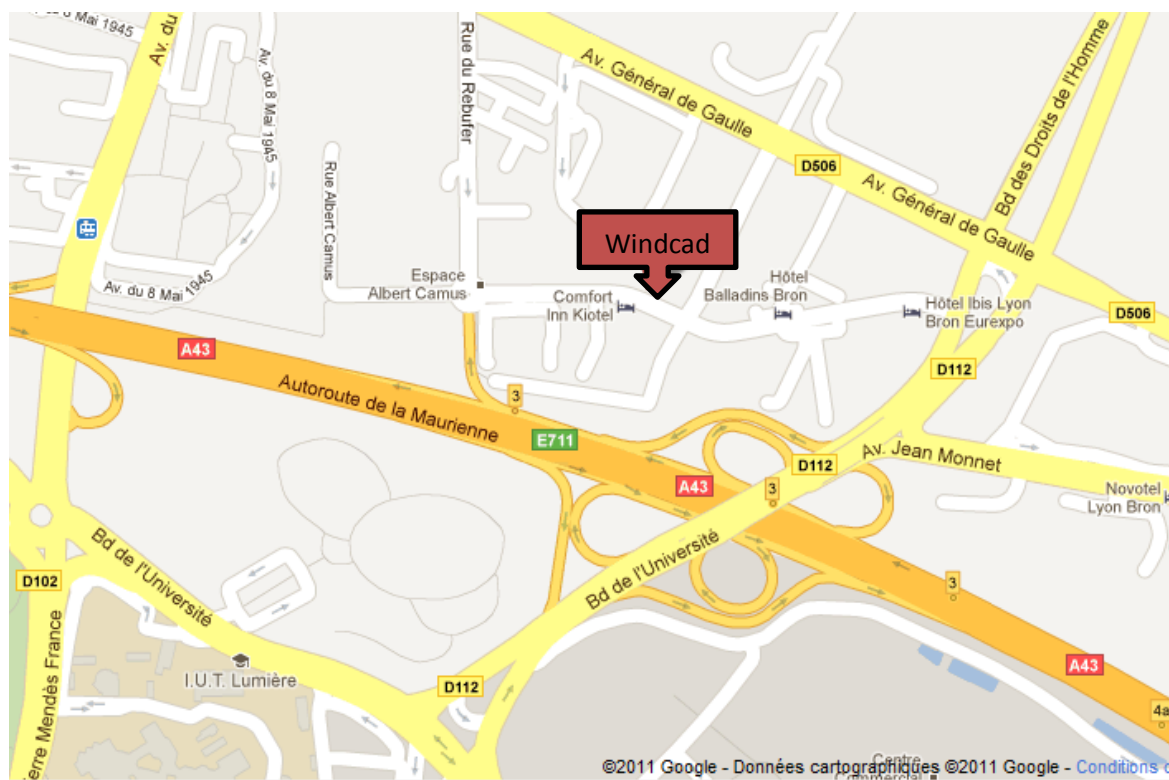 8 Mai 1945
Av. du
Av. du 8 Mai 1945
Rue du Rebufer
Av. Général de Gaulle
Bd des Droits de l'Homme
D506
Av. Général de Gaulle
Rue Albert Camus
Windcad
Espace
Albert Camus
Av. du 8 Mai 1945
Comfort
Inn Kiotel
Hôtel
Balladins Bron
Hôtel Ibis Lyon
Bron Eurexpo
D506
A43
D112
Autoroute de la Maurienne
3
E711
D112
Av. Jean Monnet
A43
3
Novotel
Lyon Bron
Bd de l'Université
Bd de l'Université
D102
3
erre Mendès France
I.U.T. Lumière
D112
A43
4a
Centre
Commercial
©2011 Google - Données cartographiques ©2011 Google - Conditions d